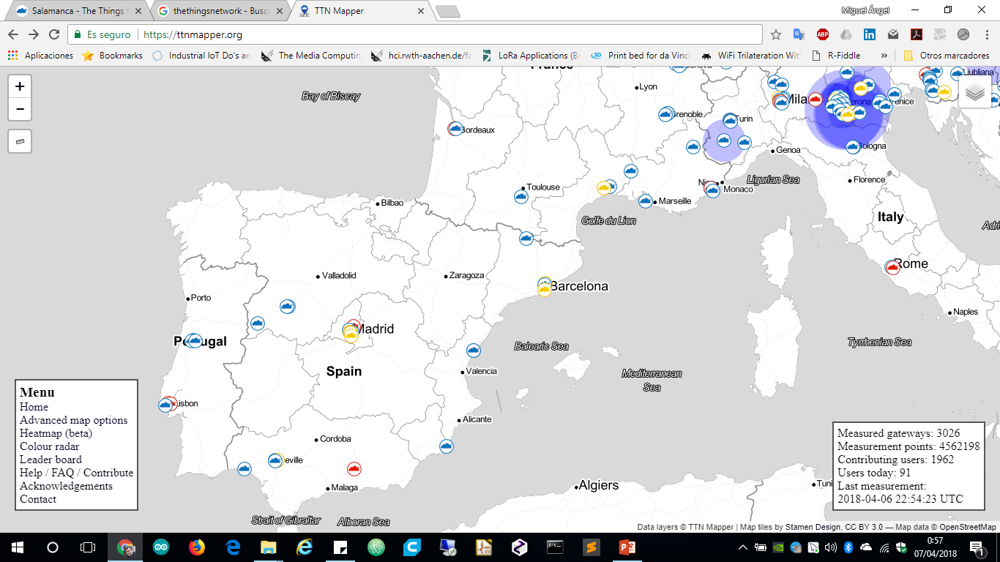 Salamanca - The Things
thethingsnetwork - Busc
TTN Mapper
Miguel Ángel
Es seguro
https://ttnmapper.org
ABP
Aplicaciones
Bookmarks
Industrial IoT Do's an
The Media Computin
hci.rwth-aachen.de/fa
LoRa Applications (Br
Print bed for da Vinci
WiFi Trilateration Wit
R-Fiddle
»
Otros marcadores
+
−
France
Bay of Biscay
Lyon
Ljubljana
Grenoble
Turin
Bordeaux
Bologna
Genoa
Ligurian Sea
Florence
Toulouse
Monaco
Marseille
Bilbao
Golfe du Lion
Italy
Rome
Valladolid
Zaragoza
Barcelona
Porto
Naples
Madrid
Portugal
Balearic Sea
Tyrrhenian Sea
Spain
Valencia
Mediterranean
Sea
Lisbon
Alicante
Cordoba
Malaga
Algiers
Strait of Gibraltar
Alboran Sea
Menu
Home
Advanced map options
Heatmap (beta)
Colour radar
Leader board
Help / FAQ / Contribute
Acknowledgements
Contact
Measured gateways: 3026
Measurement points: 4562198
Contributing users: 1962
Users today: 91
Last measurement:
2018-04-06 22:54:23 UTC
Data layers © TTN Mapper | Map tiles by Stamen Design, CC BY 3.0 — Map data © OpenStreetMap
0:57
07/04/2018
1